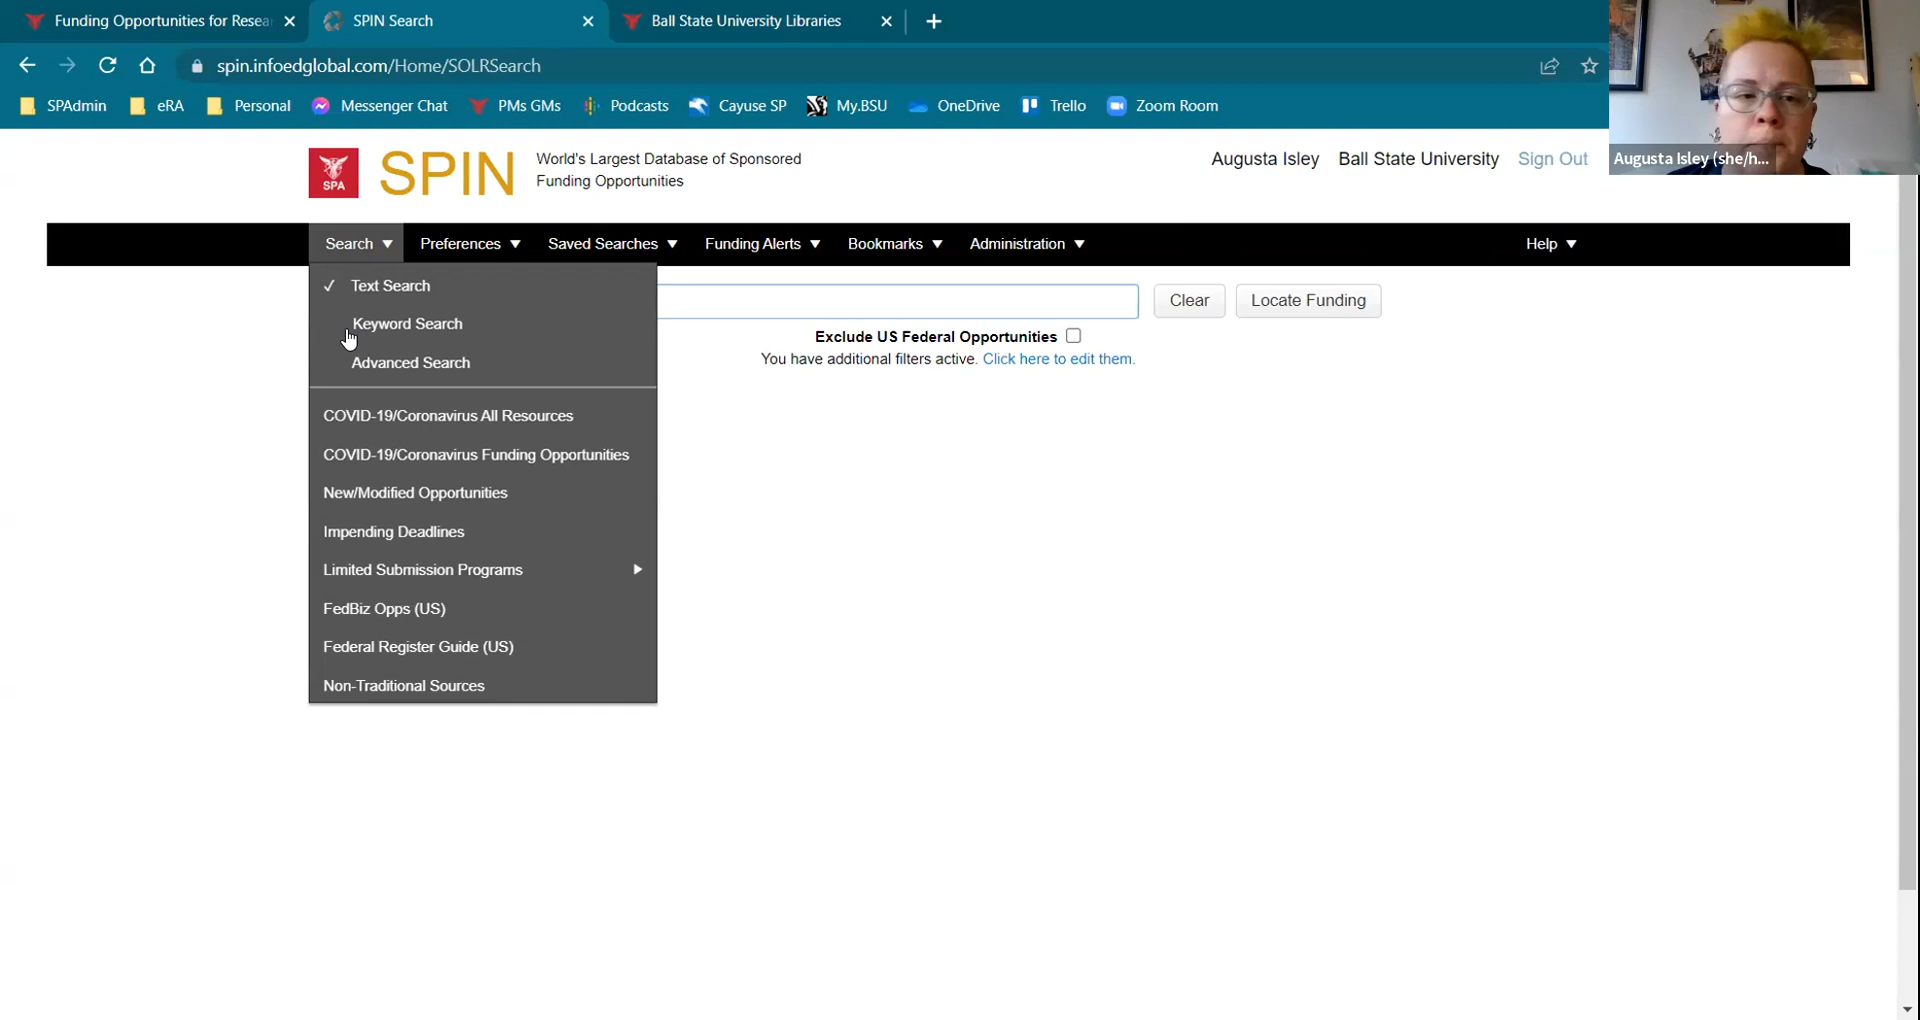 Funding Opportunities for Resea
SPIN Search
Ball State University Libraries
spin.infoedglobal.com/Home/SOLRSearch
SPAdmin
eRA
Personal
Messenger Chat
PMs GMs
Podcasts
Cayuse SP
My.BSU
OneDrive
Trello
Zoom Room
Augusta Isley (she/h...
SPA
SPIN
World's Largest Database of Sponsored
Funding Opportunities
Augusta Isley
Ball State University
Sign Out
Search
Preferences
Saved Searches
Funding Alerts
Bookmarks
Administration
Help
Text Search
Keyword Search
Advanced Search
COVID-19/Coronavirus All Resources
COVID-19/Coronavirus Funding Opportunities
New/Modified Opportunities
Impending Deadlines
Limited Submission Programs
FedBiz Opps (US)
Federal Register Guide (US)
Non-Traditional Sources
Clear
Locate Funding
Exclude US Federal Opportunities
You have additional filters active. Click here to edit them.